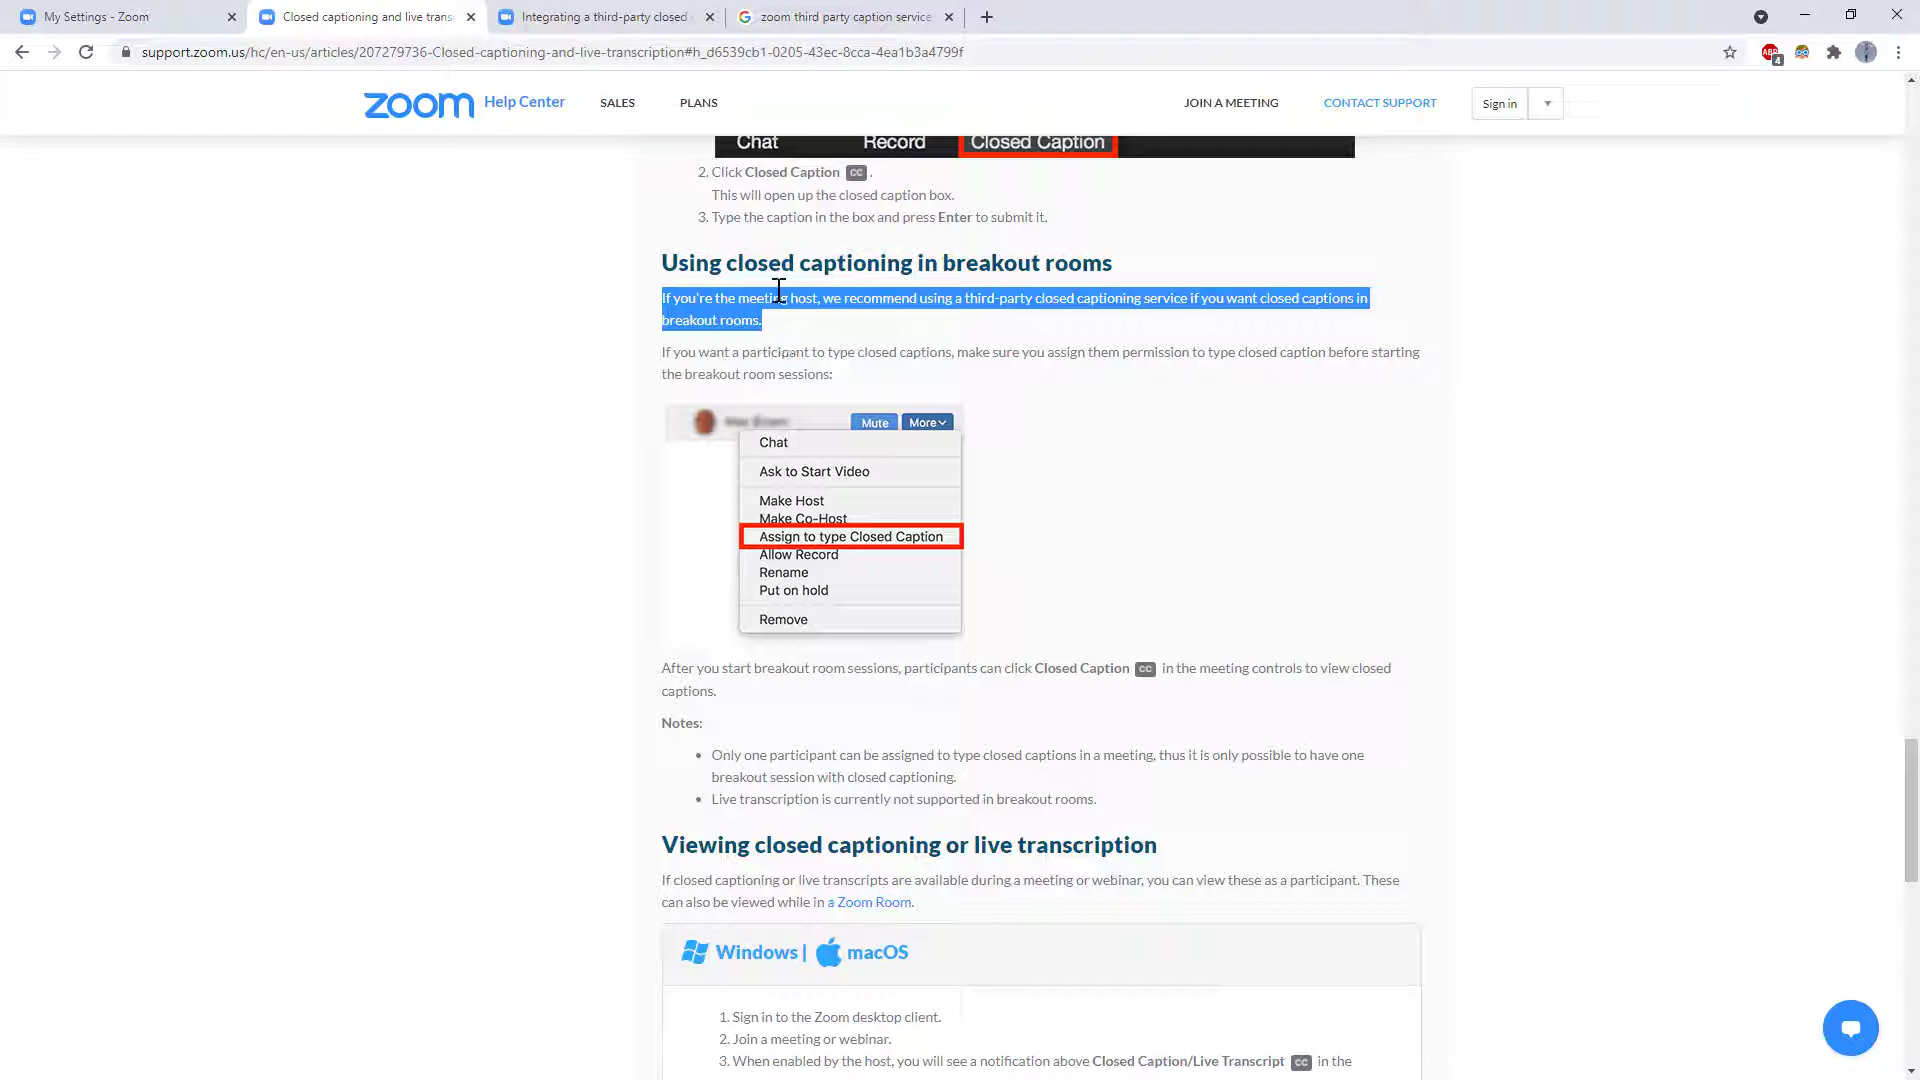 My Settings - Zoom
Closed captioning and live trans
Integrating a third-party closed
zoom third party caption service
support.zoom.us/hc/en-us/articles/207279736-Closed-captioning-and-live-transcription#h_d6539cb1-0205-43ec-8cca-4ea1b3a4799f
ABP
4
zoom Help Center SALES PLANS JOIN A MEETING CONTACT SUPPORT Sign in
Chat Record Closed Caption
2. Click Closed Caption CC .
This will open up the closed caption box.
3. Type the caption in the box and press Enter to submit it.
Using closed captioning in breakout rooms
If you're the meeting host, we recommend using a third-party closed captioning service if you want closed captions in
breakout rooms.
If you want a participant to type closed captions, make sure you assign them permission to type closed caption before starting
the breakout room sessions:
Mute More
Chat
Ask to Start Video
Make Host
Make Co-Host
Assign to type Closed Caption
Allow Record
Rename
Put on hold
Remove
After you start breakout room sessions, participants can click Closed Caption CC in the meeting controls to view closed
captions.
Notes:
• Only one participant can be assigned to type closed captions in a meeting, thus it is only possible to have one
breakout session with closed captioning.
• Live transcription is currently not supported in breakout rooms.
Viewing closed captioning or live transcription
If closed captioning or live transcripts are available during a meeting or webinar, you can view these as a participant. These
can also be viewed while in a Zoom Room.
Windows | macOS
1. Sign in to the Zoom desktop client.
2. Join a meeting or webinar.
3. When enabled by the host, you will see a notification above Closed Caption/Live Transcript CC in the